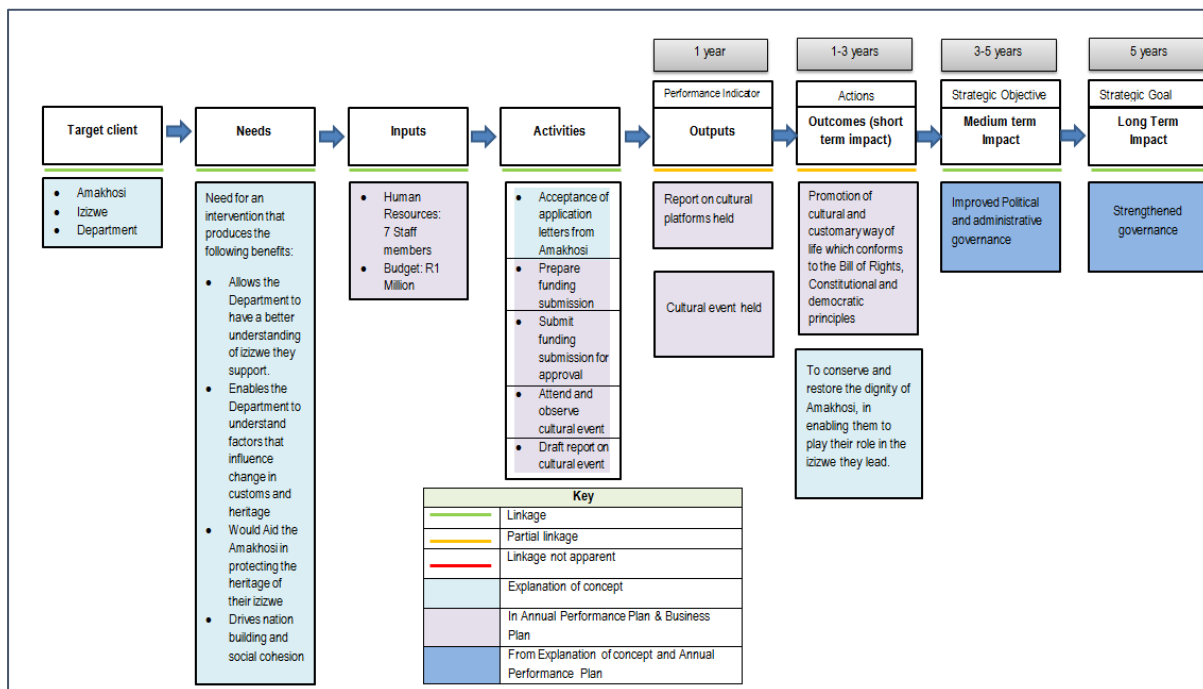 1 year
1-3 years
3-5 years
5 years
Performance Indicator
Actions
Strategic Objective
Strategic Goal
Target client
Needs
Inputs
Activities
Outputs
Outcomes (short
term impact)
Medium term
Impact
Long Term
Impact
● Amakhosi
● Izizwe
● Department
Need for an
intervention that
produces the
following benefits:
● Allows the
Department to
have a better
understanding
of izizwe they
support.
● Enables the
Department to
understand
factors that
influence
change in
customs and
heritage
● Would Aid the
Amakhosi in
protecting the
heritage of
their izizwe
● Drives nation
building and
social cohesion
● Human
Resources:
7 Staff
members
● Budget: R1
Million
● Acceptance of
application
letters from
Amakhosi
● Prepare
funding
submission
● Submit
funding
submission for
approval
● Attend and
observe
cultural event
● Draft report on
cultural event
Report on cultural
platforms held
Cultural event held
Promotion of
cultural and
customary way of
life which conforms
to the Bill of Rights,
Constitutional and
democratic
principles
To conserve and
restore the dignity of
Amakhosi, in
enabling them to
play their role in the
izizwe they lead.
Improved Political
and administrative
governance
Strengthened
governance
Key
Linkage
Partial linkage
Linkage not apparent
Explanation of concept
In Annual Performance Plan & Business
Plan
From Explanation of concept and Annual
Performance Plan